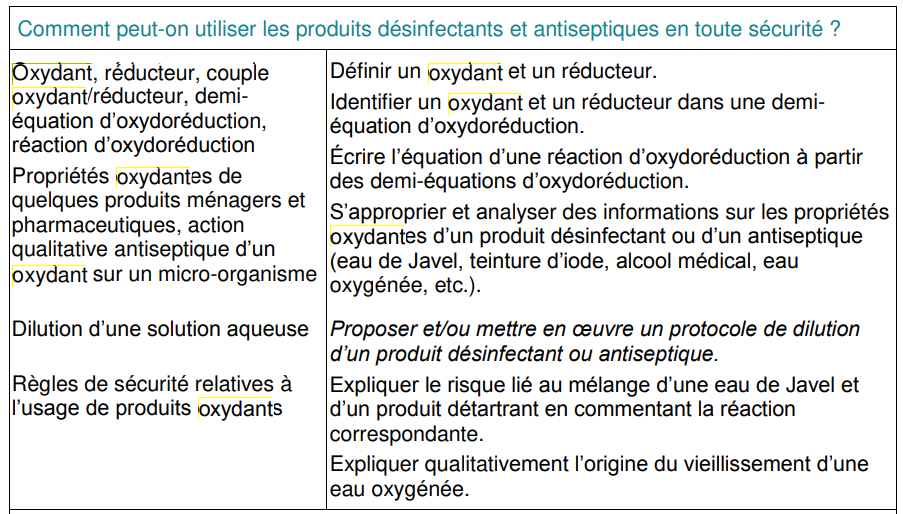 Comment peut-on utiliser les produits désinfectants et antiseptiques en toute sécurité ?
Oxydant, réducteur, couple
oxydant/réducteur, demi-
équation d'oxydoréduction,
réaction d'oxydoréduction
Propriétés oxydantes de
quelques produits ménagers et
pharmaceutiques, action
qualitative antiseptique d'un
oxydant sur un micro-organisme
Dilution d'une solution aqueuse
Règles de sécurité relatives à
l'usage de produits oxydants
Définir un oxydant et un réducteur.
Identifier un oxydant et un réducteur dans une demi-
équation d'oxydoréduction.
Écrire l'équation d'une réaction d'oxydoréduction à partir
des demi-équations d'oxydoréduction.
S'approprier et analyser des informations sur les propriétés
oxydantes d'un produit désinfectant ou d'un antiseptique
(eau de Javel, teinture d'iode, alcool médical, eau
oxygénée, etc.).
Proposer et/ou mettre en œuvre un protocole de dilution
d'un produit désinfectant ou antiseptique.
Expliquer le risque lié au mélange d'une eau de Javel et
d'un produit détartrant en commentant la réaction
correspondante.
Expliquer qualitativement l'origine du vieillissement d'une
eau oxygénée.